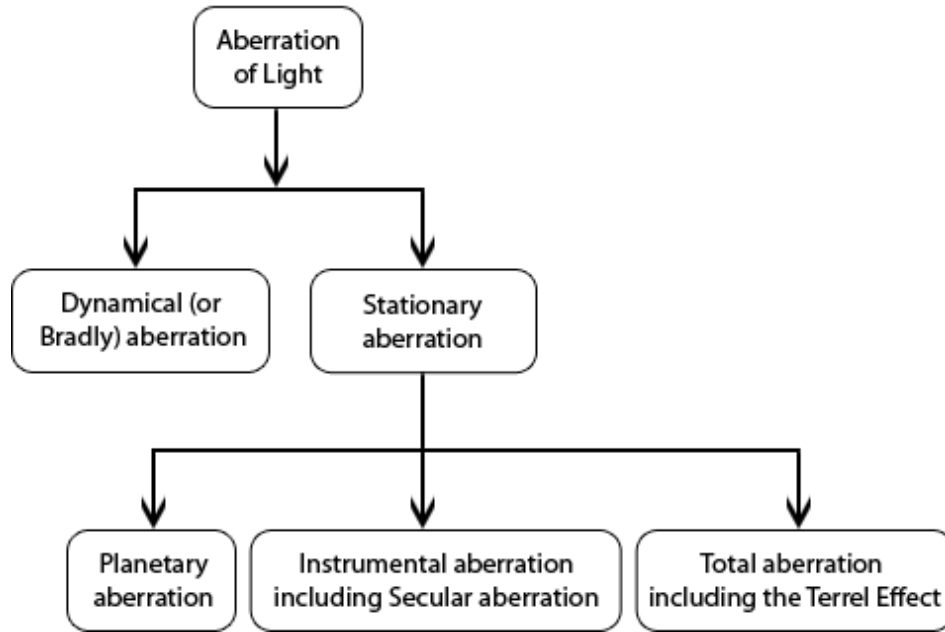 Aberration
of Light
Dynamical (or
Bradly) aberration
Stationary
aberration
Planetary
aberration
Instrumental aberration
including Secular aberration
Total aberration
including the Terrel Effect